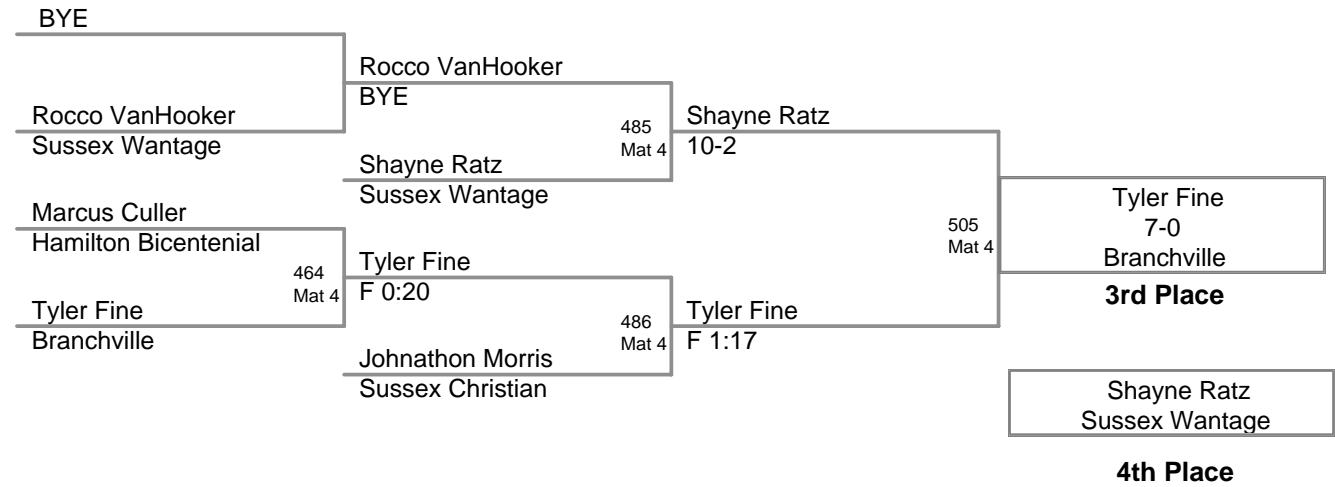 BYE
Rocco VanHooker
BYE
Rocco VanHooker
Sussex Wantage
485
Mat 4
Shayne Ratz
10-2
Shayne Ratz
Sussex Wantage
Marcus Culler
Hamilton Bicentenial
464
Mat 4
Tyler Fine
F 0:20
Tyler Fine
Branchville
486
Mat 4
Tyler Fine
F 1:17
Johnathon Morris
Sussex Christian
505
Mat 4
Tyler Fine
7-0
Branchville
3rd Place
Shayne Ratz
Sussex Wantage
4th Place